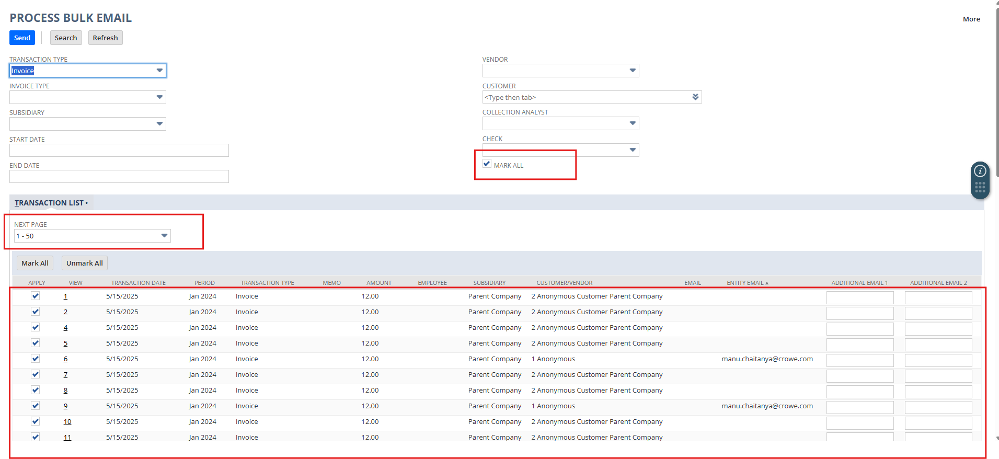 PROCESS BULK EMAIL
More
Send Search Refresh
TRANSACTION TYPE
Invoice
INVOICE TYPE
SUBSIDIARY
START DATE
END DATE
VENDOR
CUSTOMER
<Type then tab>
COLLECTION ANALYST
CHECK
MARK ALL
TRANSACTION LIST •
NEXT PAGE
1 - 50
Mark All Unmark All
APPLY VIEW TRANSACTION DATE PERIOD TRANSACTION TYPE MEMO AMOUNT EMPLOYEE SUBSIDIARY CUSTOMER/VENDOR EMAIL ENTITY EMAIL ▲ ADDITIONAL EMAIL 1 ADDITIONAL EMAIL 2
1 5/15/2025 Jan 2024 Invoice 12.00 Parent Company 2 Anonymous Customer Parent Company
2 5/15/2025 Jan 2024 Invoice 12.00 Parent Company 2 Anonymous Customer Parent Company
4 5/15/2025 Jan 2024 Invoice 12.00 Parent Company 2 Anonymous Customer Parent Company
5 5/15/2025 Jan 2024 Invoice 12.00 Parent Company 2 Anonymous Customer Parent Company
6 5/15/2025 Jan 2024 Invoice 12.00 Parent Company 1 Anonymous manu.chaitanya@crowe.com
7 5/15/2025 Jan 2024 Invoice 12.00 Parent Company 2 Anonymous Customer Parent Company
8 5/15/2025 Jan 2024 Invoice 12.00 Parent Company 2 Anonymous Customer Parent Company
9 5/15/2025 Jan 2024 Invoice 12.00 Parent Company 1 Anonymous manu.chaitanya@crowe.com
10 5/15/2025 Jan 2024 Invoice 12.00 Parent Company 2 Anonymous Customer Parent Company
11 5/15/2025 Jan 2024 Invoice 12.00 Parent Company 2 Anonymous Customer Parent Company